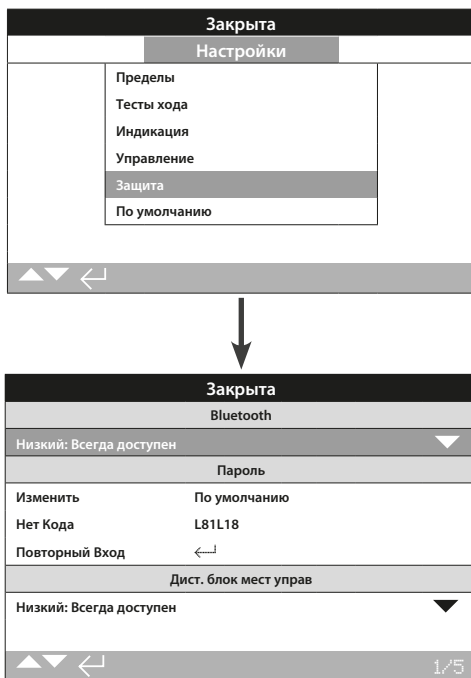 Закрыта
Настройки
Пределы
Тесты хода
Индикация
Управление
Защита
По умолчанию
Закрыта
Bluetooth
Низкий: Всегда доступен
Пароль
Изменить По умолчанию
Нет Кода L81L18
Повторный Вход
Дист. блок мест управ
Низкий: Всегда доступен
1/5